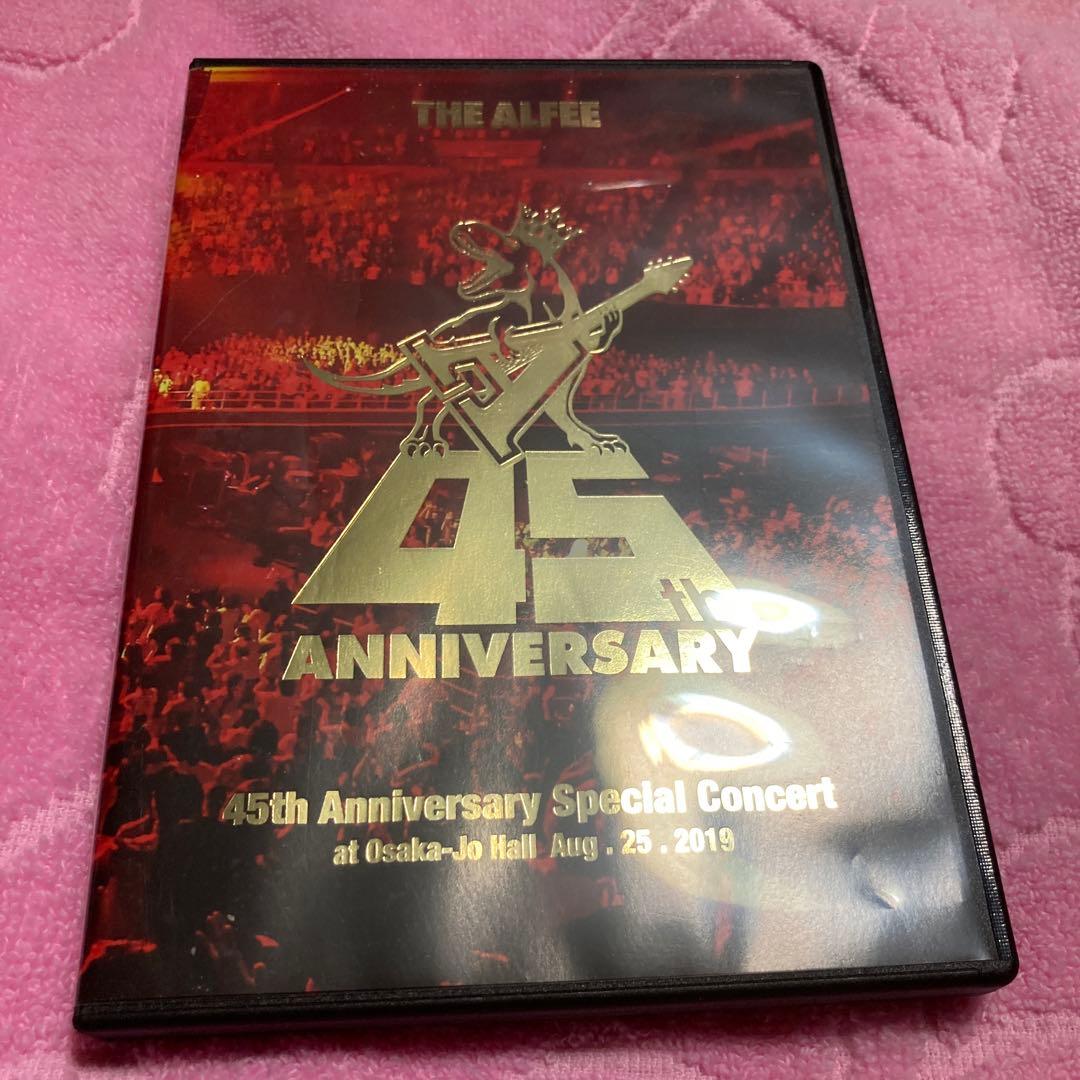 THE ALFEE
45th
ANNIVERSARY
45th Anniversary Special Concert
at Osaka-Jo Hall Aug . 25 . 2019